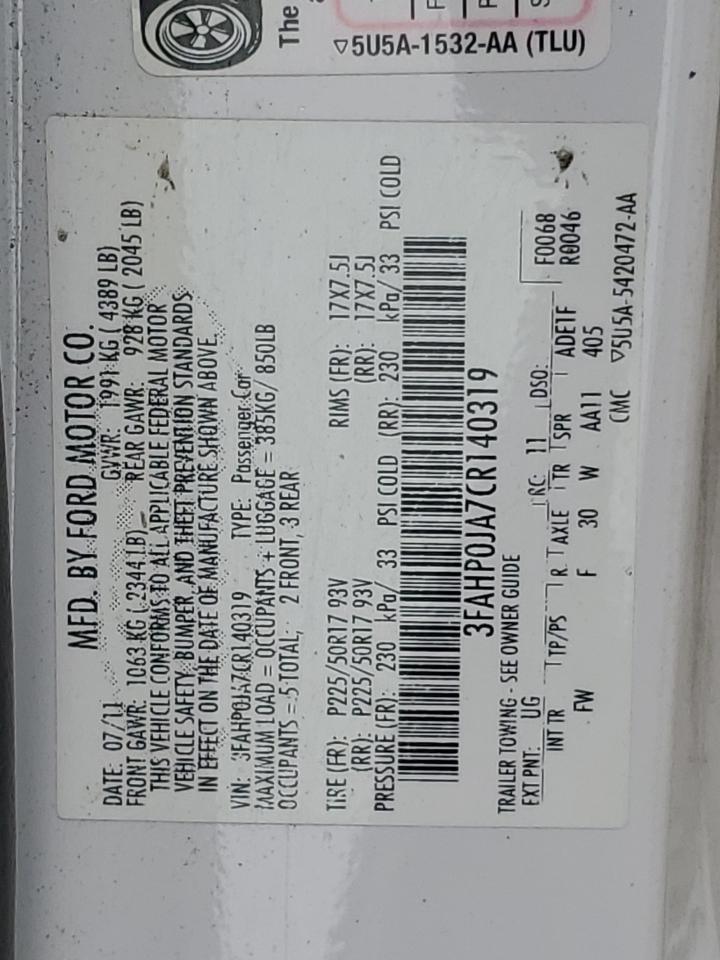 The
▽5U5A-1532-AA (TLU)
MFD. BY FORD MOTOR CO.
DATE: 07/11 GVWR: 1991 KG ( 4389 LB)
FRONT GAWR: 1063 KG ( 2344 LB) REAR GAWR: 928 KG ( 2045 LB)
THIS VEHICLE CONFORMS TO ALL APPLICABLE FEDERAL MOTOR
VEHICLE SAFETY, BUMPER, AND THEFT PREVENTION STANDARDS
IN EFFECT ON THE DATE OF MANUFACTURE SHOWN ABOVE.
VIN: 3FAHP0JA7CR140319 TYPE: Passenger Car
MAXIMUM LOAD = OCCUPANTS + LUGGAGE = 385KG/ 850LB
OCCUPANTS = 5 TOTAL, 2 FRONT, 3 REAR
TIRE (FR): P225/50R17 93V RIMS (FR): 17X7.5J
(RR): P225/50R17 93V (RR): 17X7.5J
PRESSURE (FR): 230 kPa/ 33 PSI COLD (RR): 230 kPa/ 33 PSI COLD
3FAHP0JA7CR140319
TRAILER TOWING - SEE OWNER GUIDE
EXT PNT: UG RC: 11 DSO: F0068
INT TR TP/PS R AXLE TR SPR R0046
FW F 30 W AA11 ADE1F
405
CMC ▽5U5A-5420472-AA